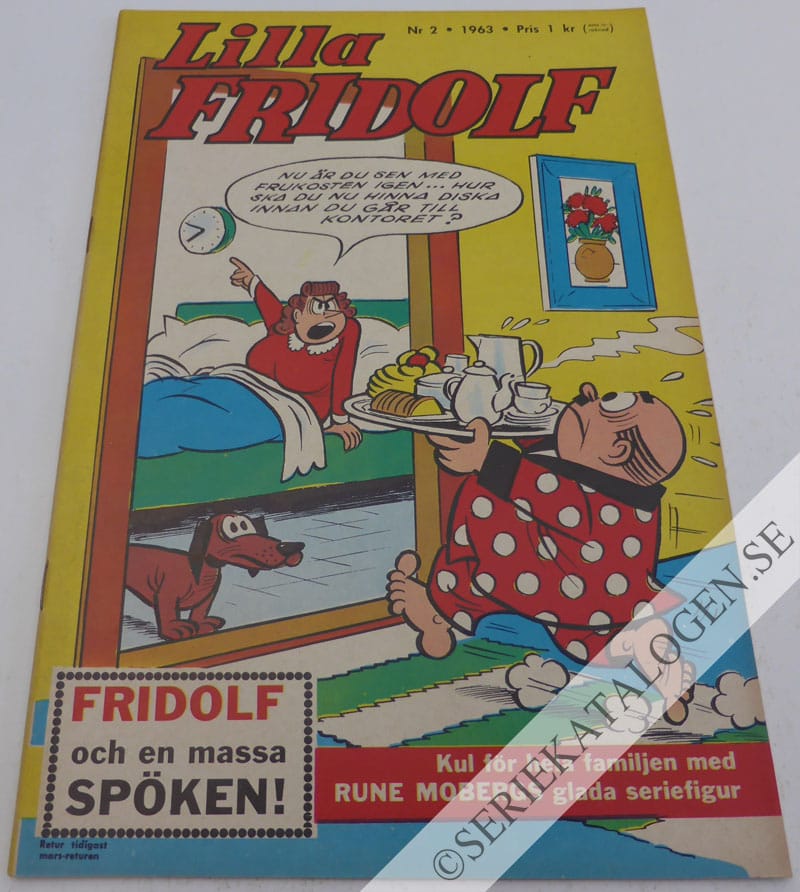 Lilla
FRIDOLF
Nr 2 • 1963 • Pris 1 kr
NU ÄR DU SEN MED
FRUKOSTEN IGEN... HUR
SKA DU NU HINNA DISKA
INNAN DU GÅR TILL
KONTORET?
FRIDOLF
och en massa
SPÖKEN!
Kul för hela familjen med
RUNE MOBERGS glada seriefigur
Retur tidigast
mars-returen
©SERIEKATALOGEN.SE